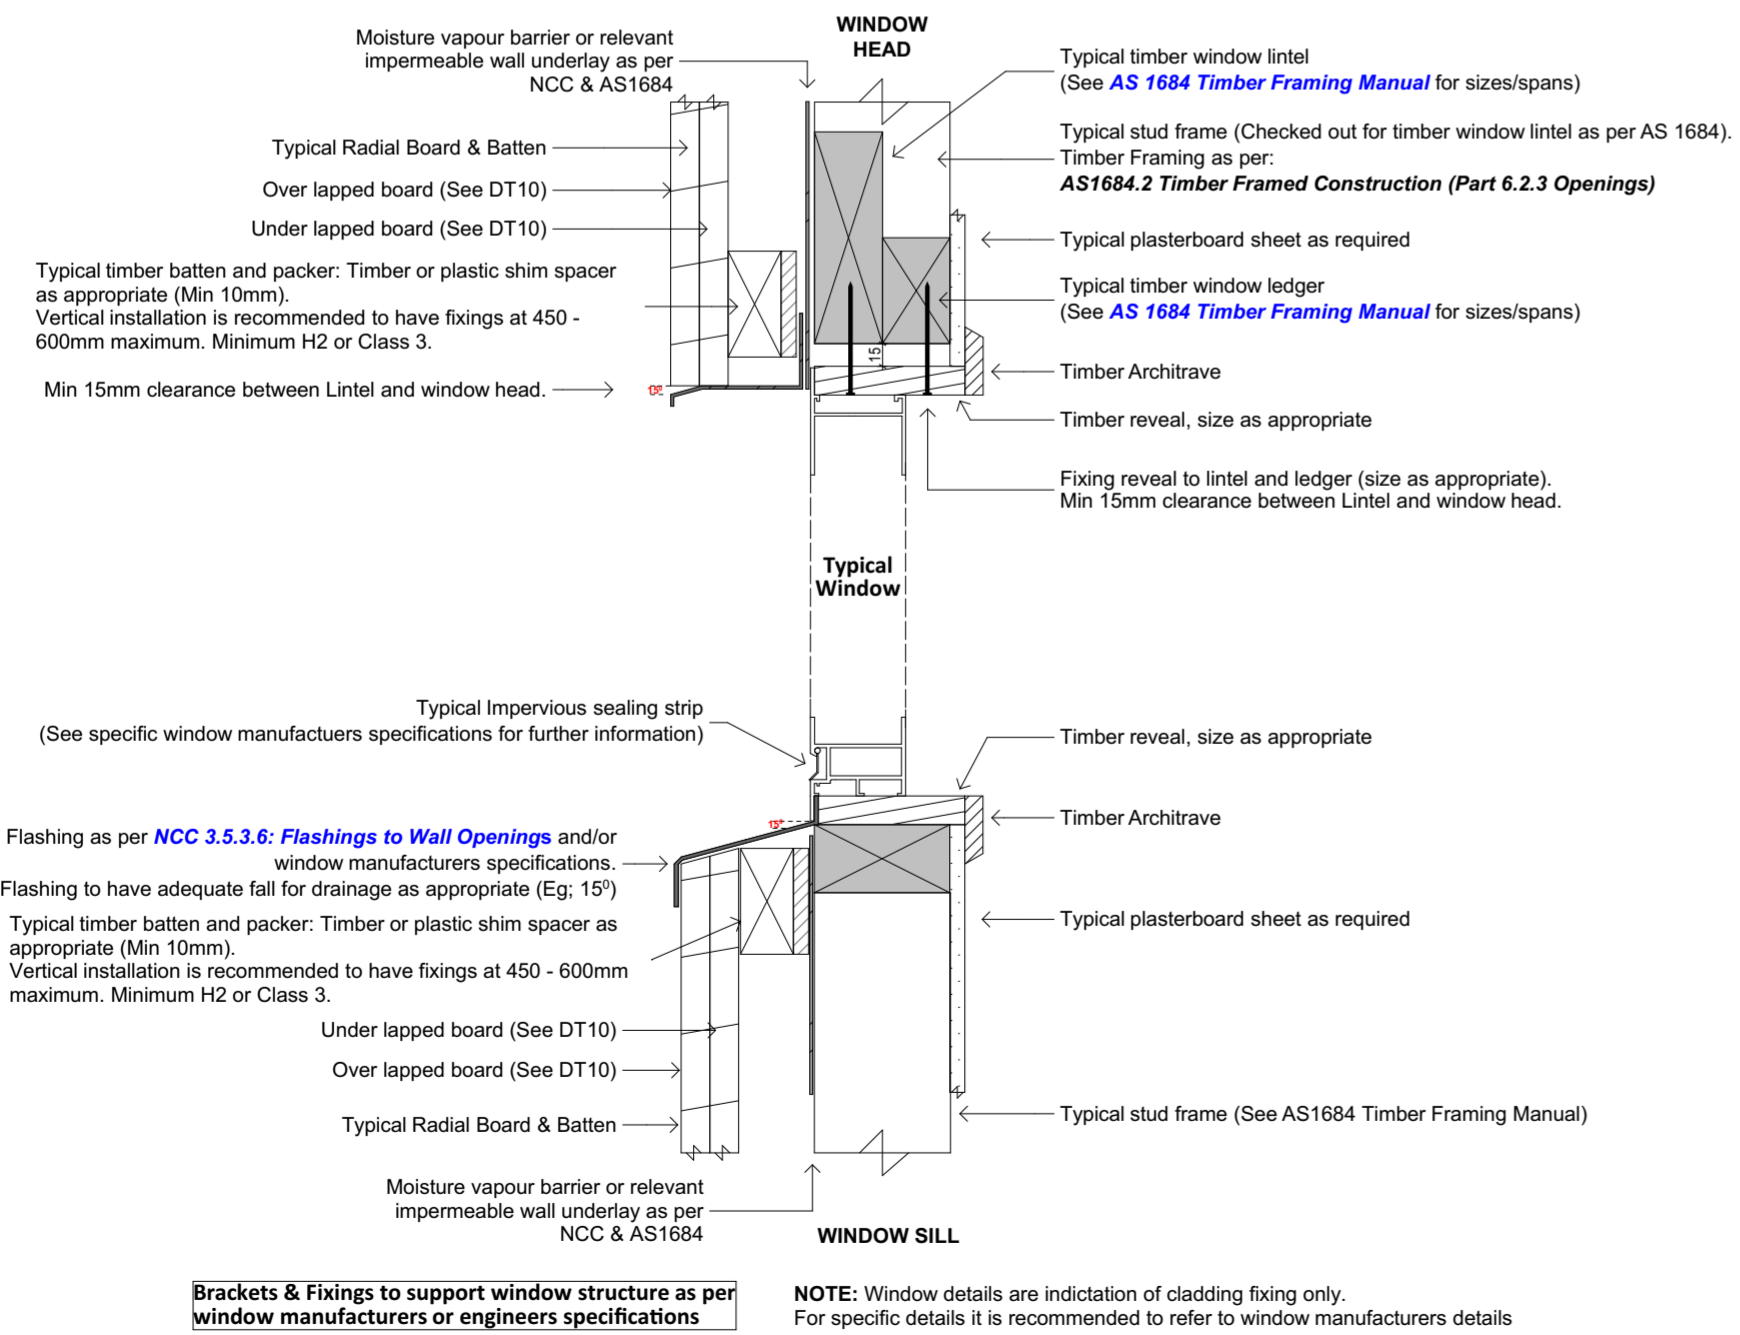 WINDOW
HEAD
Moisture vapour barrier or relevant
impermeable wall underlay as per
NCC & AS1684
Typical Radial Board & Batten
Over lapped board (See DT10)
Under lapped board (See DT10)
Typical timber batten and packer: Timber or plastic shim spacer
as appropriate (Min 10mm).
Vertical installation is recommended to have fixings at 450 -
600mm maximum. Minimum H2 or Class 3.
Min 15mm clearance between Lintel and window head.
15⁰
15
Typical timber window lintel
(See AS 1684 Timber Framing Manual for sizes/spans)
Typical stud frame (Checked out for timber window lintel as per AS 1684).
Timber Framing as per:
AS1684.2 Timber Framed Construction (Part 6.2.3 Openings)
Typical plasterboard sheet as required
Typical timber window ledger
(See AS 1684 Timber Framing Manual for sizes/spans)
Timber Architrave
Timber reveal, size as appropriate
Fixing reveal to lintel and ledger (size as appropriate).
Min 15mm clearance between Lintel and window head.
Typical
Window
Typical Impervious sealing strip
(See specific window manufactuers specifications for further information)
15⁰
Flashing as per NCC 3.5.3.6: Flashings to Wall Openings and/or
window manufacturers specifications.
Flashing to have adequate fall for drainage as appropriate (Eg; 15⁰)
Typical timber batten and packer: Timber or plastic shim spacer as
appropriate (Min 10mm).
Vertical installation is recommended to have fixings at 450 - 600mm
maximum. Minimum H2 or Class 3.
Under lapped board (See DT10)
Over lapped board (See DT10)
Typical Radial Board & Batten
Moisture vapour barrier or relevant
impermeable wall underlay as per
NCC & AS1684
Timber reveal, size as appropriate
Timber Architrave
Typical plasterboard sheet as required
Typical stud frame (See AS1684 Timber Framing Manual)
WINDOW SILL
Brackets & Fixings to support window structure as per
window manufacturers or engineers specifications
NOTE: Window details are indictation of cladding fixing only.
For specific details it is recommended to refer to window manufacturers details